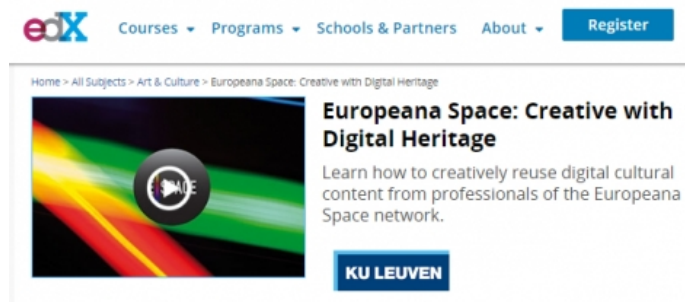 edX Courses Programs Schools & Partners About Register
Home > All Subjects > Art & Culture > Europeana Space: Creative with Digital Heritage
Europeana Space: Creative with
Digital Heritage
Learn how to creatively reuse digital cultural
content from professionals of the Europeana
Space network.
SPACE
KU LEUVEN